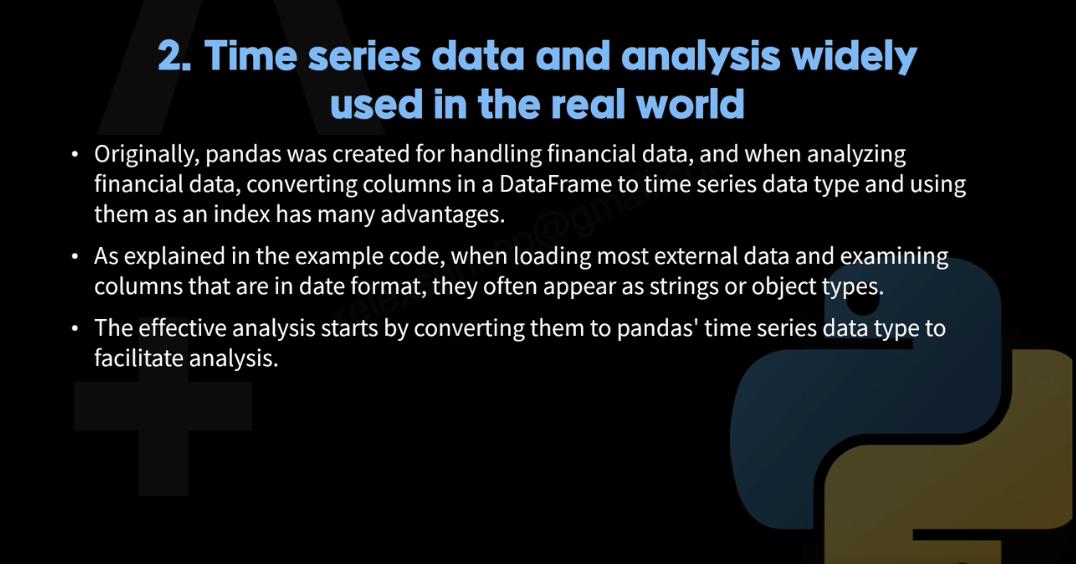 2. Time series data and analysis widely
used in the real world
• Originally, pandas was created for handling financial data, and when analyzing
financial data, converting columns in a DataFrame to time series data type and using
them as an index has many advantages.
• As explained in the example code, when loading most external data and examining
columns that are in date format, they often appear as strings or object types.
• The effective analysis starts by converting them to pandas' time series data type to
facilitate analysis.